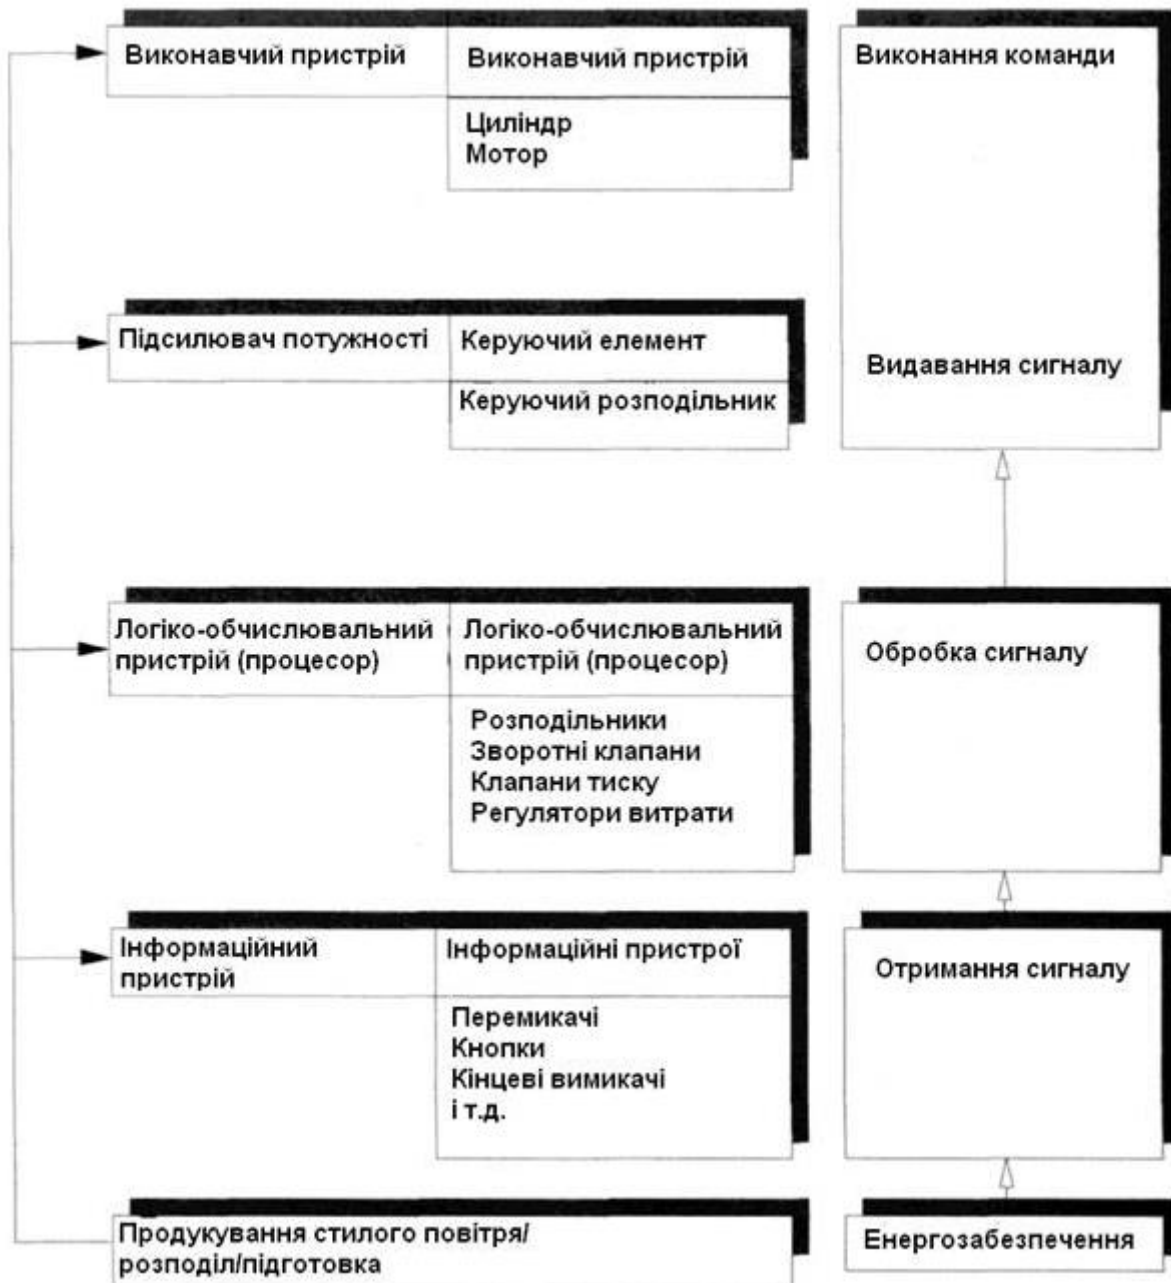 Виконавчий пристрій
Виконавчий пристрій
Циліндр
Мотор
Виконання команди
Підсилювач потужності
Керуючий елемент
Керуючий розподільник
Видавання сигналу
Логіко-обчислювальний
пристрій (процесор)
Логіко-обчислювальний
пристрій (процесор)
Розподільники
Зворотні клапани
Клапани тиску
Регулятори витрати
Обробка сигналу
Інформаційний
пристрій
Інформаційні пристрої
Перемикачі
Кнопки
Кінцеві вимикачі
і т.д.
Отримання сигналу
Продукування стилого повітря/
розподіл/підготовка
Енергозабезпечення